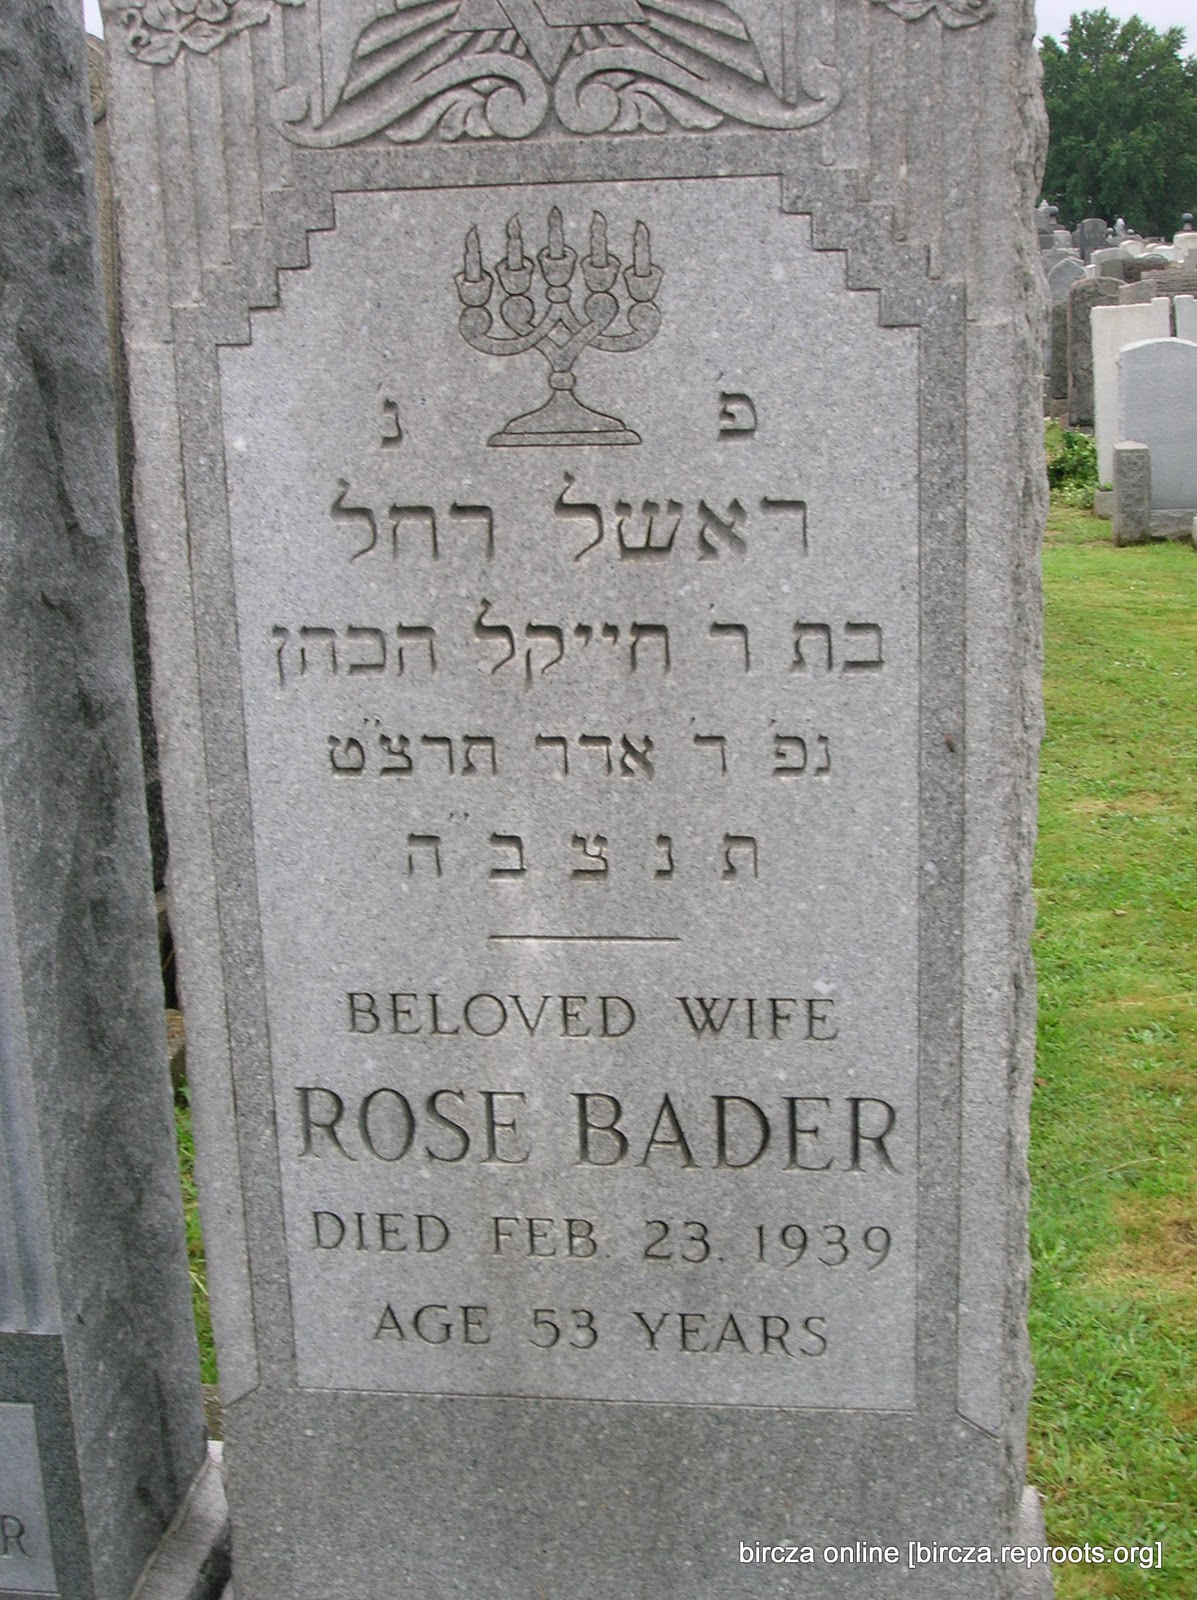 פ נ
ראשל רחל
בת ר' חייקל הכהן
נפ' ד' אדר תרצ"ט
ת נ צ ב "ה
BELOVED WIFE
ROSE BADER
DIED FEB. 23. 1939
AGE 53 YEARS
R
bircza online [bircza.reproots.org]